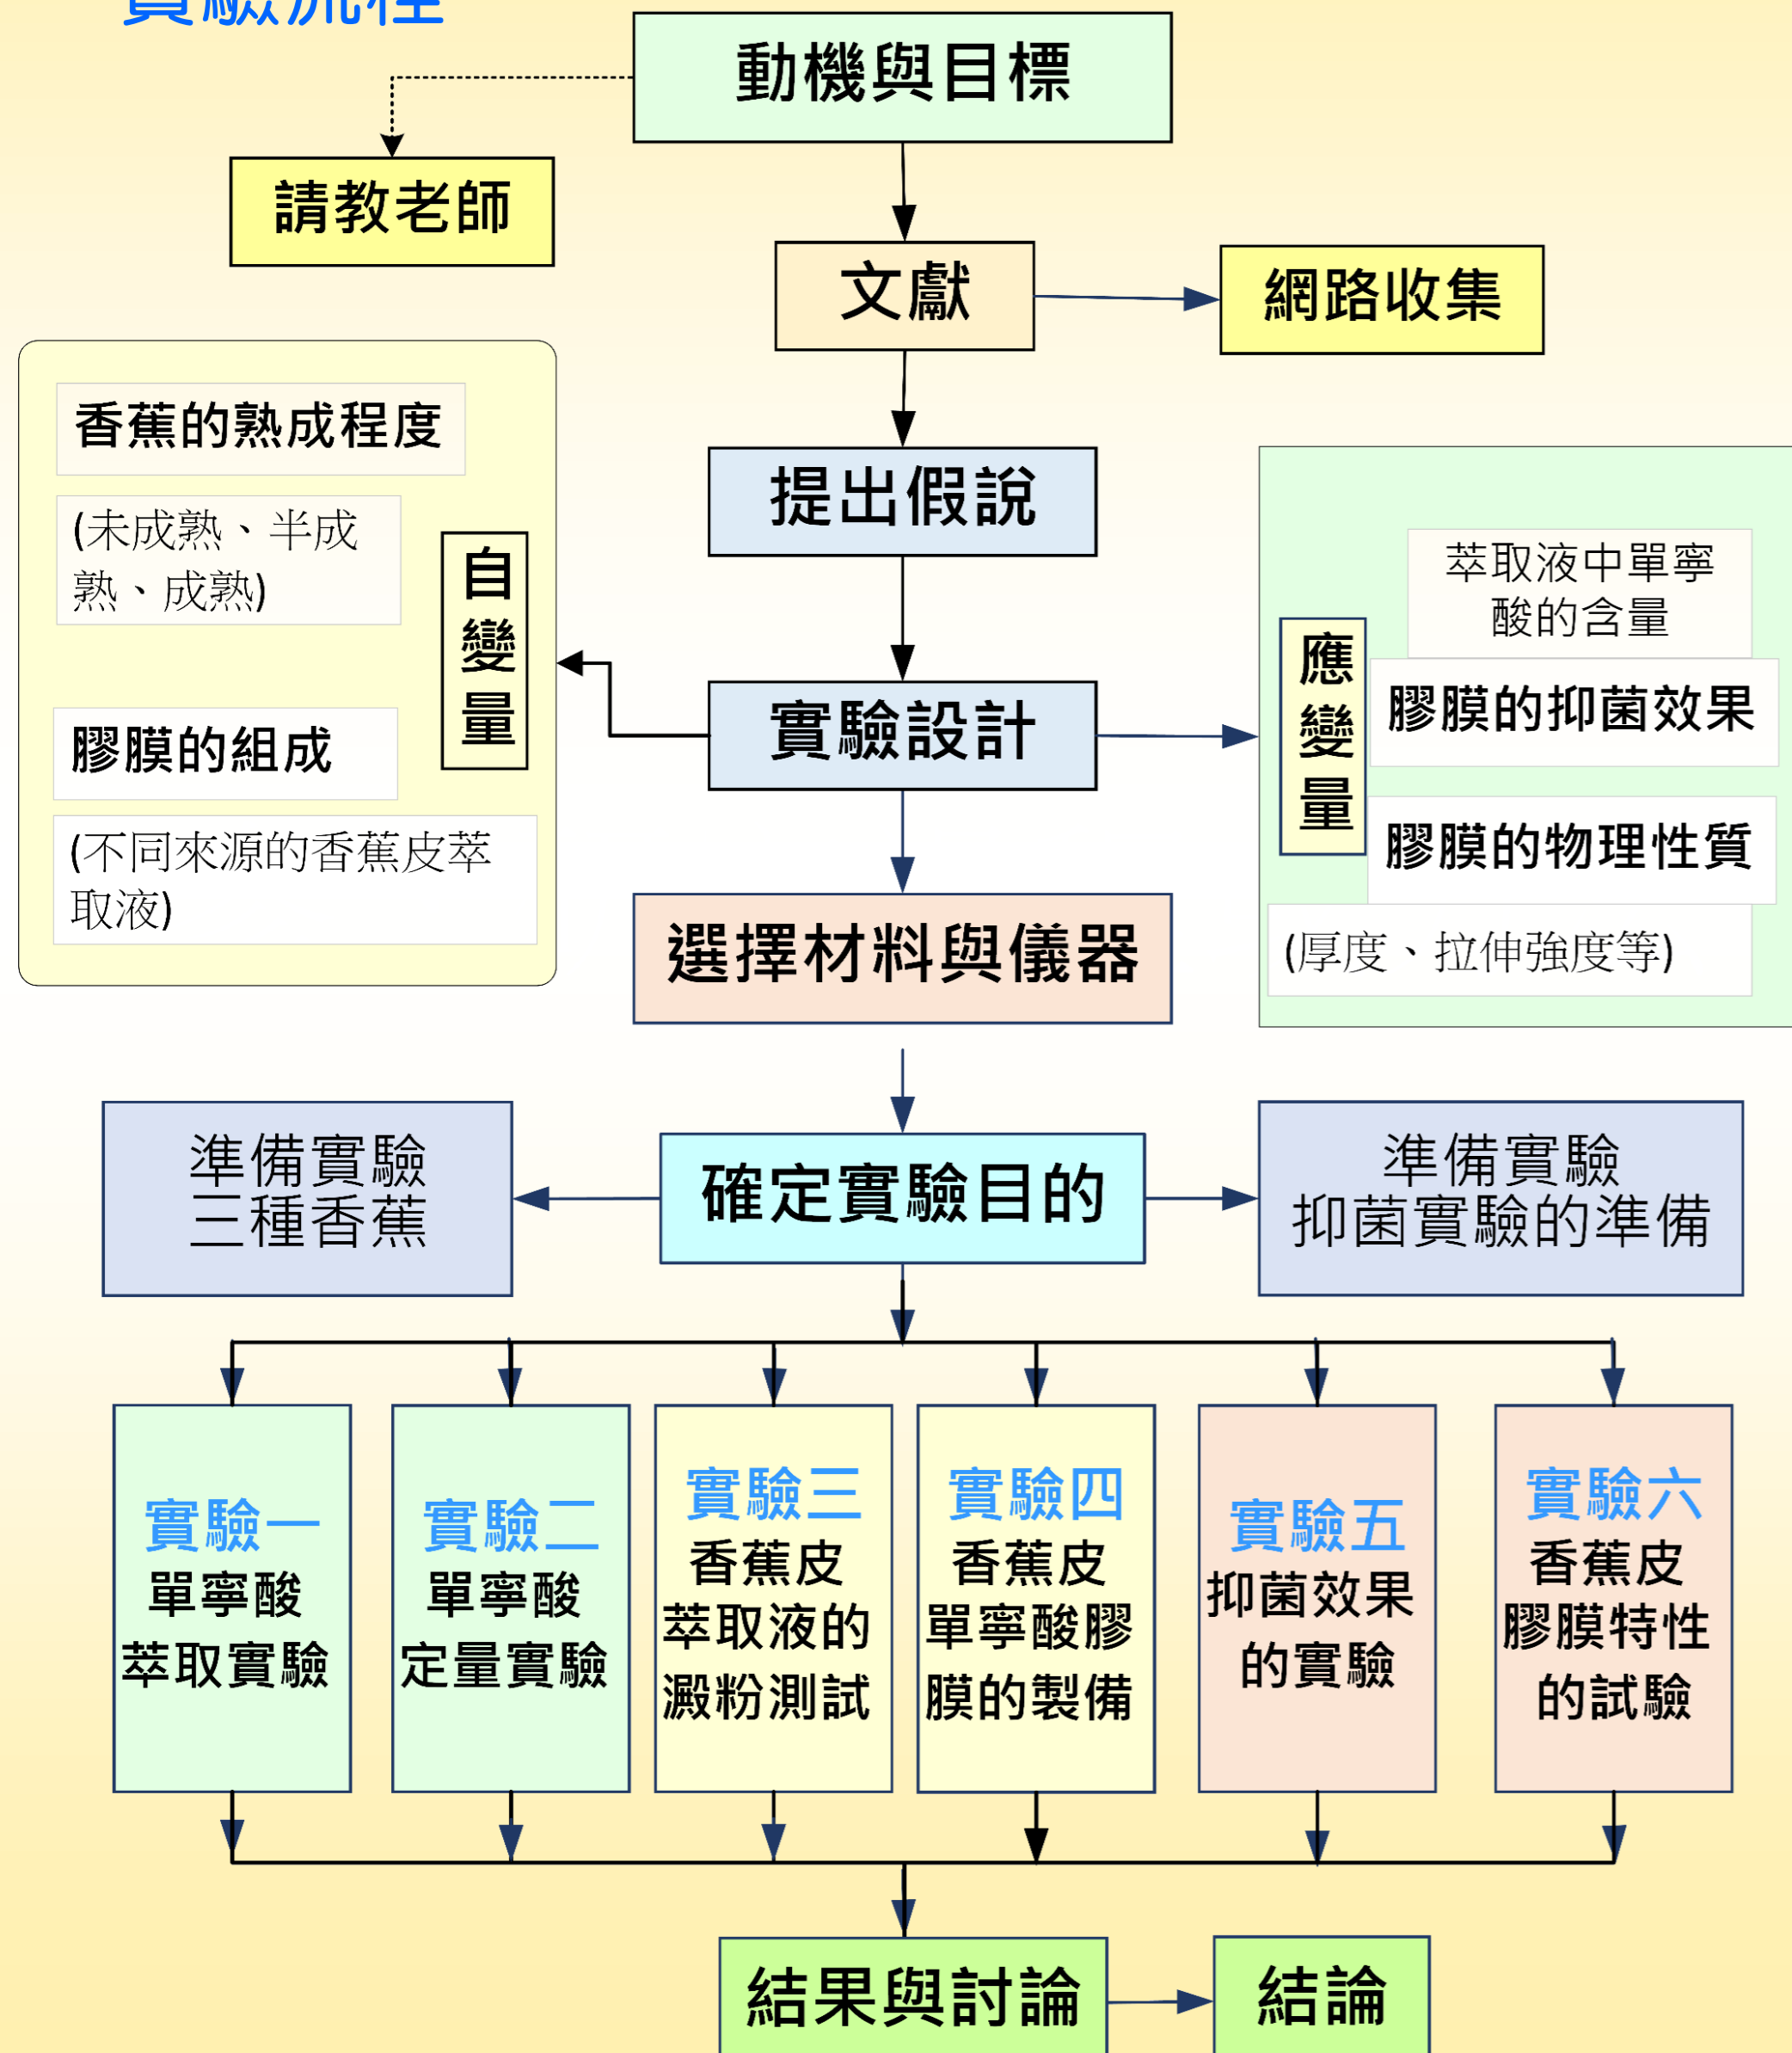 實驗流程
動機與目標
請教老師
文獻
網路收集
香蕉的熟成程度
(未成熟、半成
熟、成熟)
自變量
膠膜的組成
(不同來源的香蕉皮萃
取液)
提出假說
實驗設計
應變量
萃取液中單寧
酸的含量
膠膜的抑菌效果
膠膜的物理性質
(厚度、拉伸強度等)
選擇材料與儀器
準備實驗
三種香蕉
確定實驗目的
準備實驗
抑菌實驗的準備
實驗一
單寧酸
萃取實驗
實驗二
單寧酸
定量實驗
實驗三
香蕉皮
萃取液的
澱粉測試
實驗四
香蕉皮
單寧酸膠
膜的製備
實驗五
抑菌效果
的實驗
實驗六
香蕉皮
膠膜特性
的試驗
結果與討論
結論